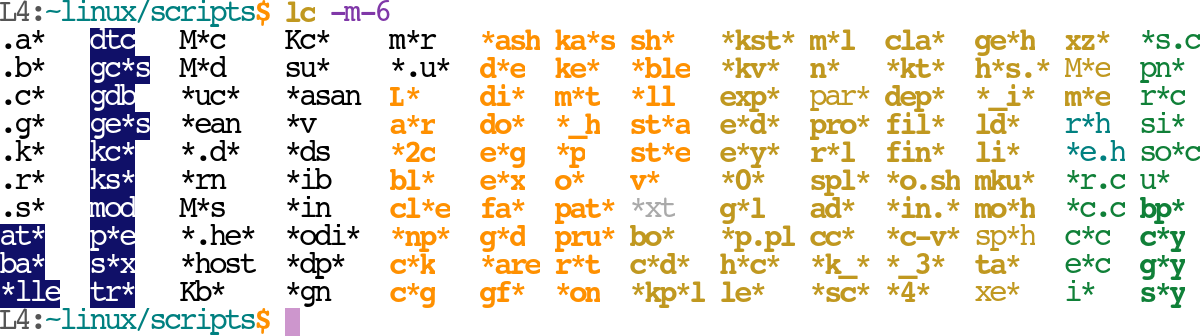 L4:~linux/scripts$ lc -m-6
.a* dtc M*c Kc* m*r *ash ka*s sh* *kst* m*l cla* ge*h xz* *s.c
.b* gc*s M*d su* *.u* d*e ke* *ble *kv* n* *kt* h*s.* M*e pn*
.c* gdb *uc* *asan L* di* m*t *ll exp* par* dep* *_i* m*e r*c
.g* ge*s *ean *v a*r do* *_h st*a e*d* pro* fil* ld* r*h si*
.k* kc* *.d* *ds *2c e*g *p st*e e*y* r*l fin* li* *e.h so*c
.r* ks* *rn *ib bl* e*x o* v* *0* spl* *o.sh mku* *r.c u*
.s* mod M*s *in cl*e fa* pat* *xt g*l ad* *in.* mo*h *c.c bp*
at* p*e *.he* *odi* *np* g*d pru* bo* *p.pl cc* *c-v* sp*h c*c c*y
ba* s*x *host *dp* c*k *are r*t c*d* h*c* *k_* *_3* ta* e*c g*y
*lle tr* Kb* *gn c*g gf* *on *kp*l le* *sc* *4* xe* i* s*y
L4:~linux/scripts$